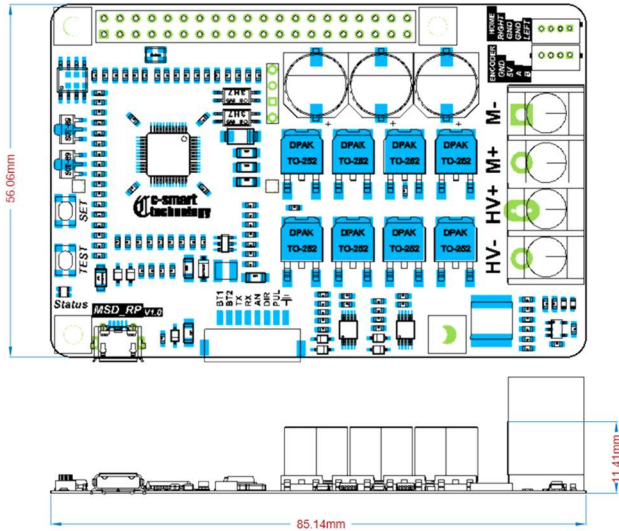 HOME
RIGHT
GND
GND
LEFT
ENCODER
GND
5V
A
B
M-
M+
HV+
HV-
DPAK
TO-252
DPAK
TO-252
DPAK
TO-252
DPAK
TO-252
DPAK
TO-252
DPAK
TO-252
DPAK
TO-252
DPAK
TO-252
c-smart
technology
SET
TEST
Status
MSD_RP V1.0
BT1
BT2
TX
RX
AN
DIR
PUL
56.06mm
11.41mm
85.14mm